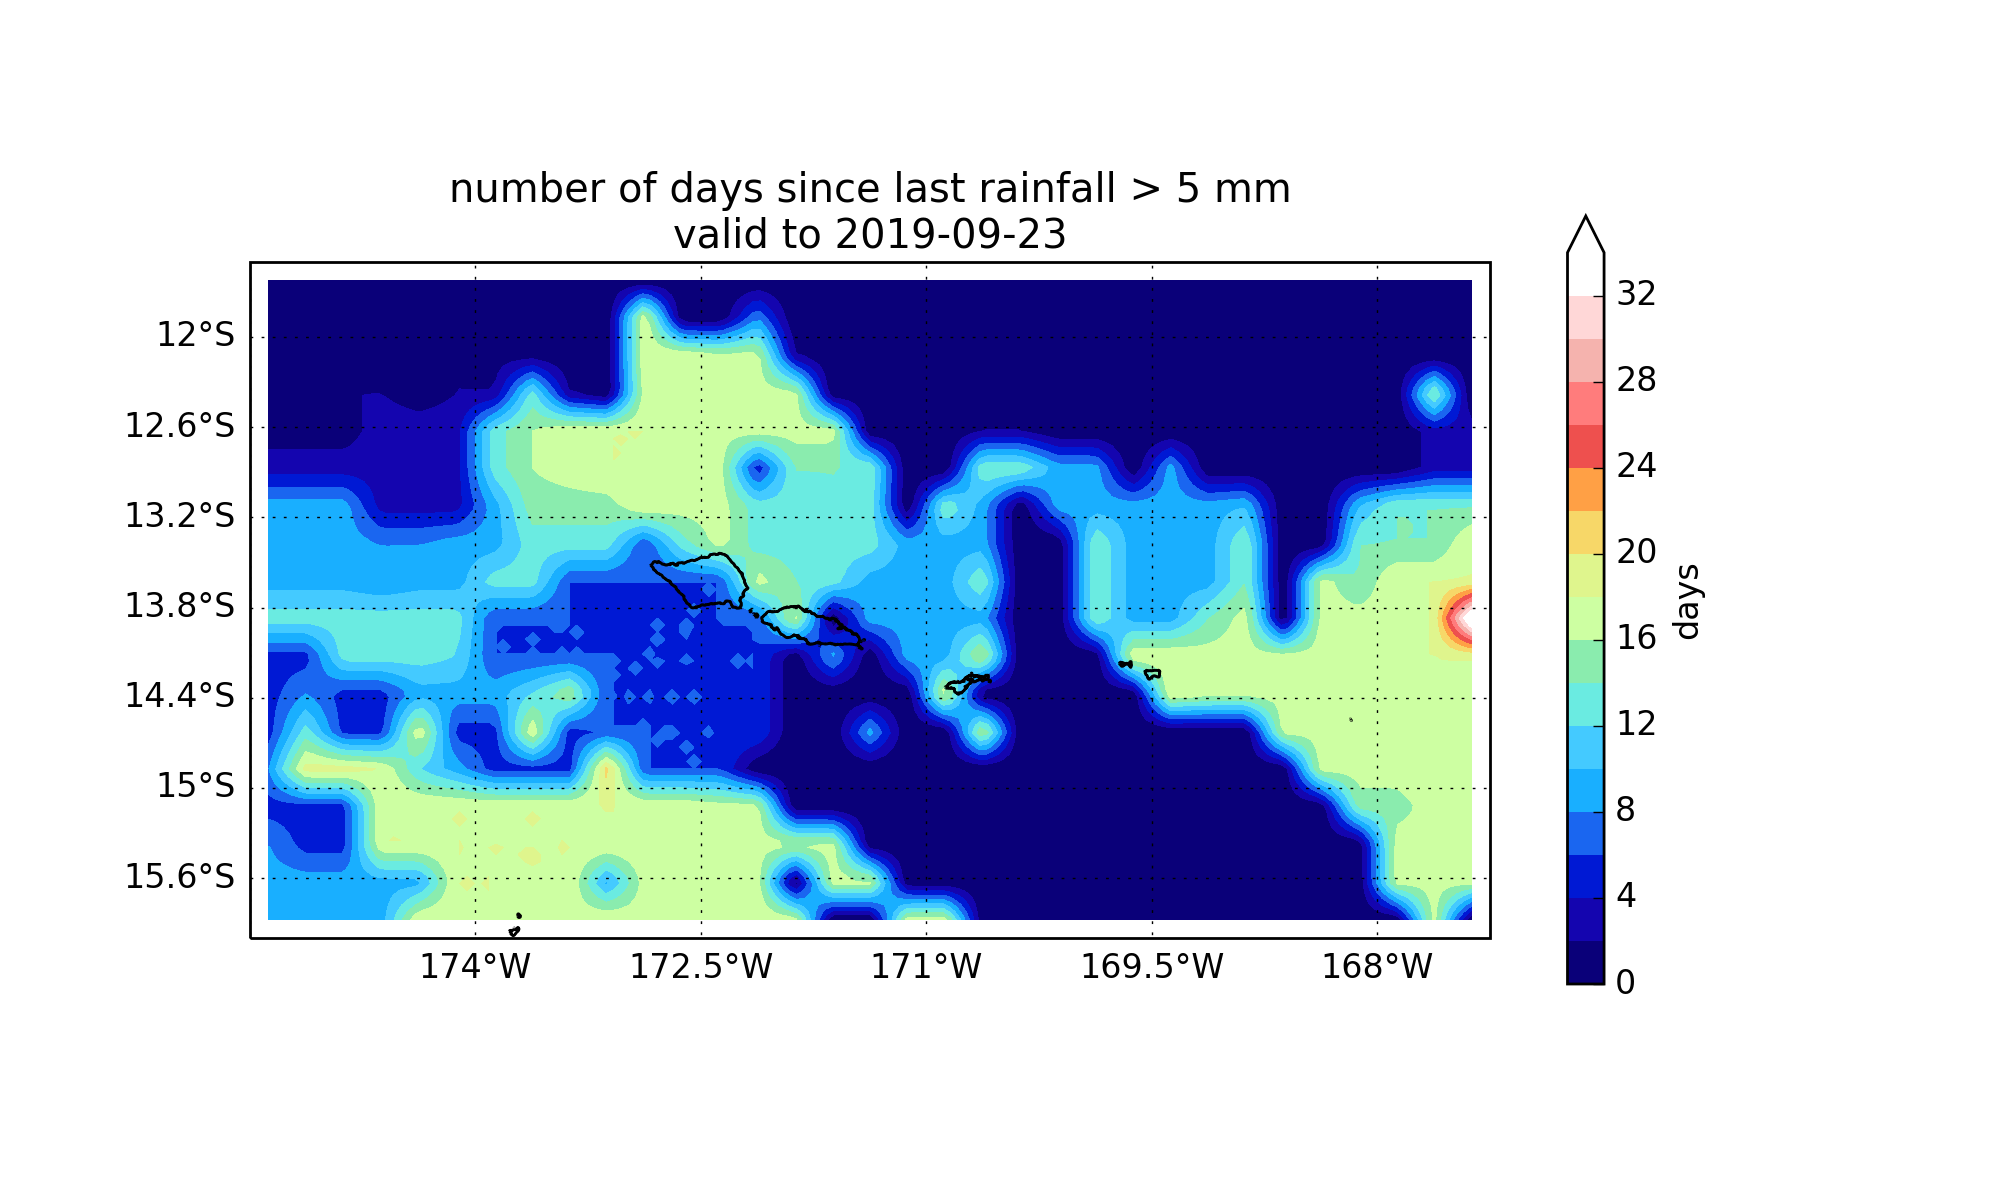 number of days since last rainfall > 5 mm
valid to 2019-09-23
12°S
12.6°S
13.2°S
13.8°S
14.4°S
15°S
15.6°S
174°W
172.5°W
171°W
169.5°W
168°W
32
28
24
20
16
12
8
4
0
days